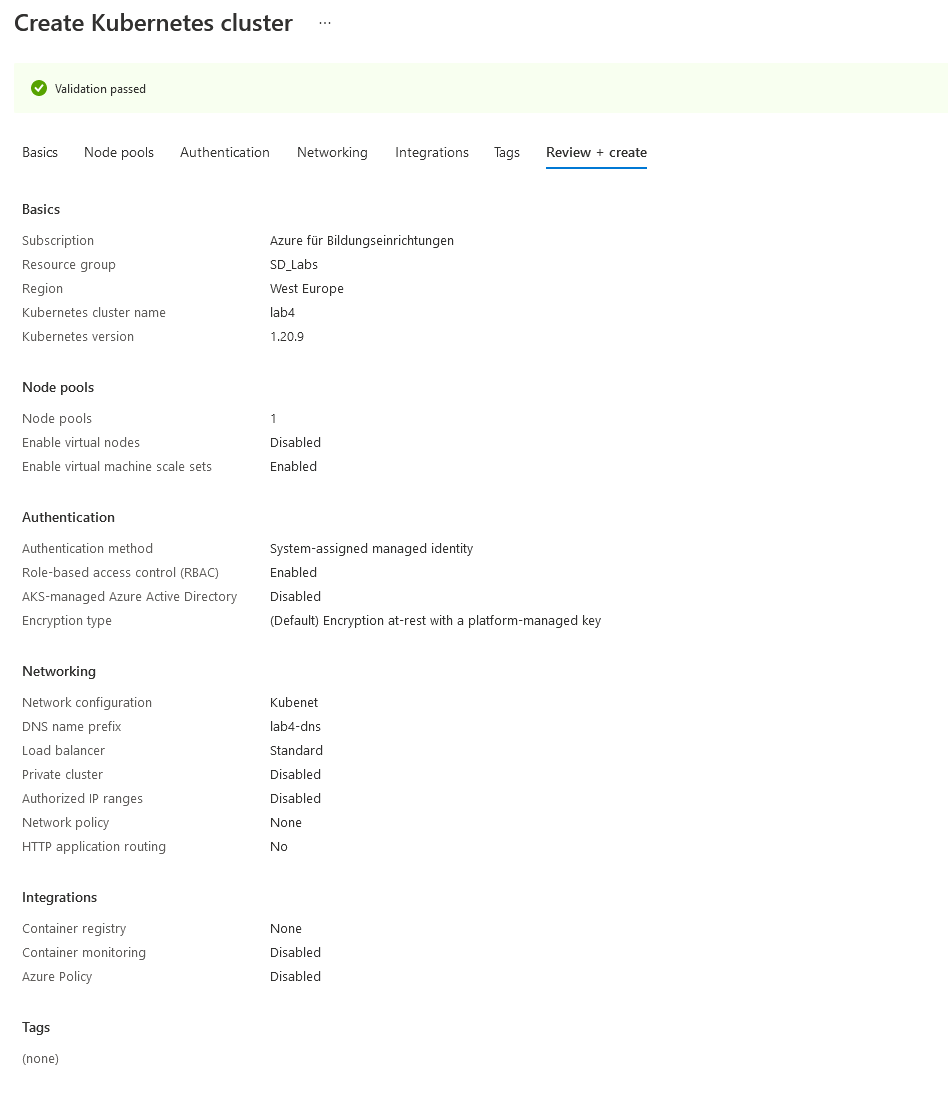 Create Kubernetes cluster ...
Validation passed
Basics Node pools Authentication Networking Integrations Tags Review + create
Basics
Subscription Azure für Bildungseinrichtungen
Resource group SD_Labs
Region West Europe
Kubernetes cluster name lab4
Kubernetes version 1.20.9
Node pools
Node pools 1
Enable virtual nodes Disabled
Enable virtual machine scale sets Enabled
Authentication
Authentication method System-assigned managed identity
Role-based access control (RBAC) Enabled
AKS-managed Azure Active Directory Disabled
Encryption type (Default) Encryption at-rest with a platform-managed key
Networking
Network configuration Kubenet
DNS name prefix lab4-dns
Load balancer Standard
Private cluster Disabled
Authorized IP ranges Disabled
Network policy None
HTTP application routing No
Integrations
Container registry None
Container monitoring Disabled
Azure Policy Disabled
Tags
(none)